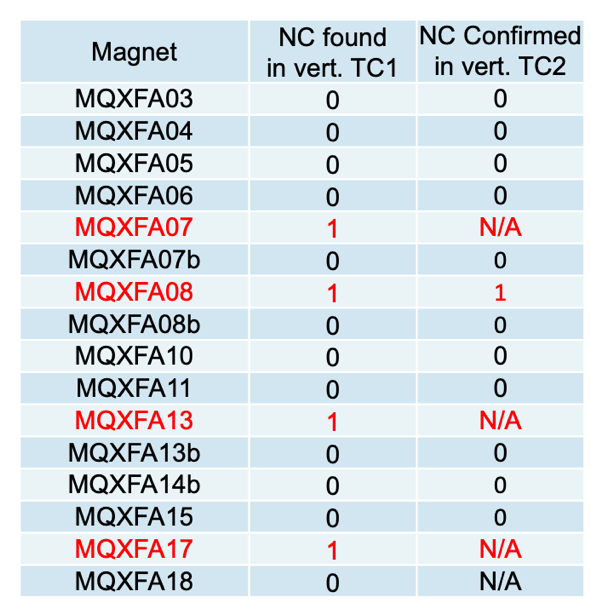 Magnet NC found in vert. TC1 NC Confirmed in vert. TC2
MQXFA03 0 0
MQXFA04 0 0
MQXFA05 0 0
MQXFA06 0 0
MQXFA07 1 N/A
MQXFA07b 0 0
MQXFA08 1 1
MQXFA08b 0 0
MQXFA10 0 0
MQXFA11 0 0
MQXFA13 1 N/A
MQXFA13b 0 0
MQXFA14b 0 0
MQXFA15 0 0
MQXFA17 1 N/A
MQXFA18 0 N/A